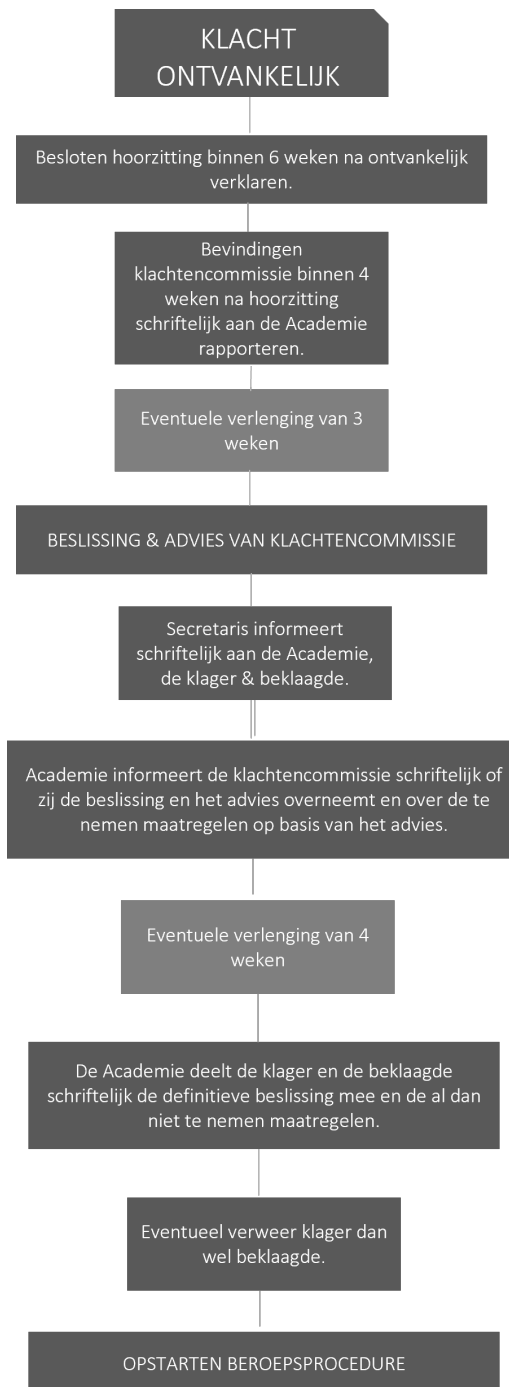 KLACHT
ONTVANKELIJK
Besloten hoorzitting binnen 6 weken na ontvankelijk
verklaren.
Bevindingen
klachtencommissie binnen 4
weken na hoorzitting
schriftelijk aan de Academie
rapporteren.
Eventuele verlenging van 3
weken
BESLISSING & ADVIES VAN KLACHTENCOMMISSIE
Secretaris informeert
schriftelijk aan de Academie,
de klager & beklaagde.
Academie informeert de klachtencommissie schriftelijk of
zij de beslissing en het advies overneemt en over de te
nemen maatregelen op basis van het advies.
Eventuele verlenging van 4
weken
De Academie deelt de klager en de beklaagde
schriftelijk de definitieve beslissing mee en de al dan
niet te nemen maatregelen.
Eventueel verweer klager dan
wel beklaagde.
OPSTARTEN BEROEPSPROCEDURE